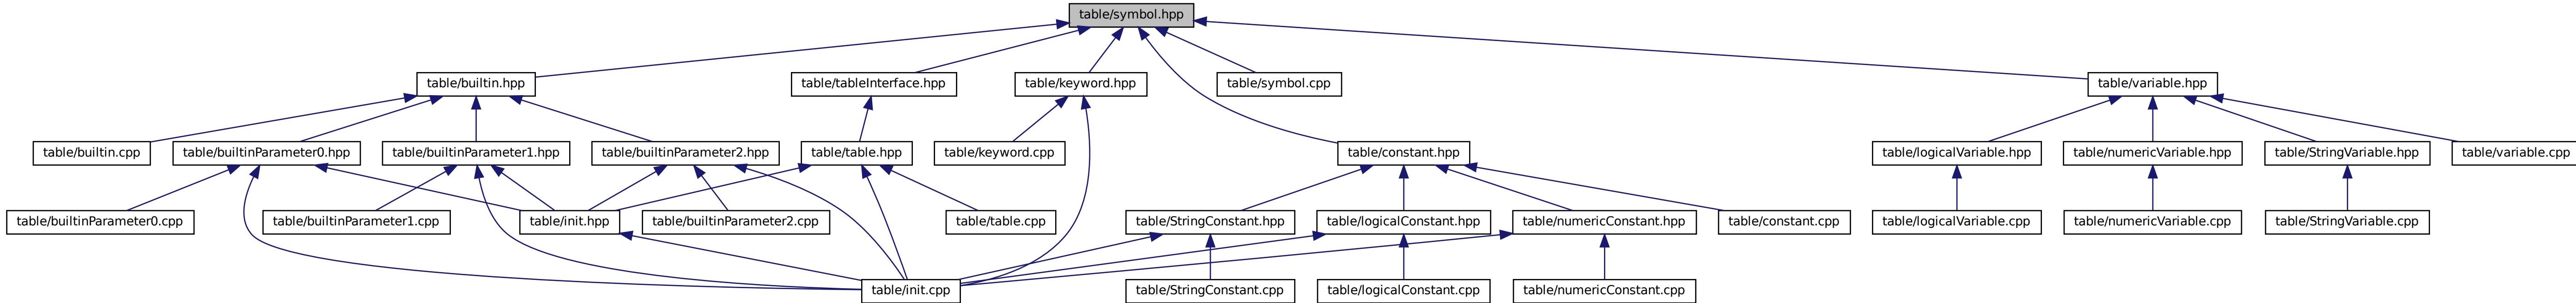 table/symbol.hpp
table/builtin.hpp
table/tableInterface.hpp
table/keyword.hpp
table/symbol.cpp
table/variable.hpp
table/builtin.cpp
table/builtinParameter0.hpp
table/builtinParameter1.hpp
table/builtinParameter2.hpp
table/table.hpp
table/keyword.cpp
table/constant.hpp
table/logicalVariable.hpp
table/numericVariable.hpp
table/StringVariable.hpp
table/variable.cpp
table/builtinParameter0.cpp
table/builtinParameter1.cpp
table/init.hpp
table/builtinParameter2.cpp
table/table.cpp
table/StringConstant.hpp
table/logicalConstant.hpp
table/numericConstant.hpp
table/constant.cpp
table/logicalVariable.cpp
table/numericVariable.cpp
table/StringVariable.cpp
table/init.cpp
table/StringConstant.cpp
table/logicalConstant.cpp
table/numericConstant.cpp